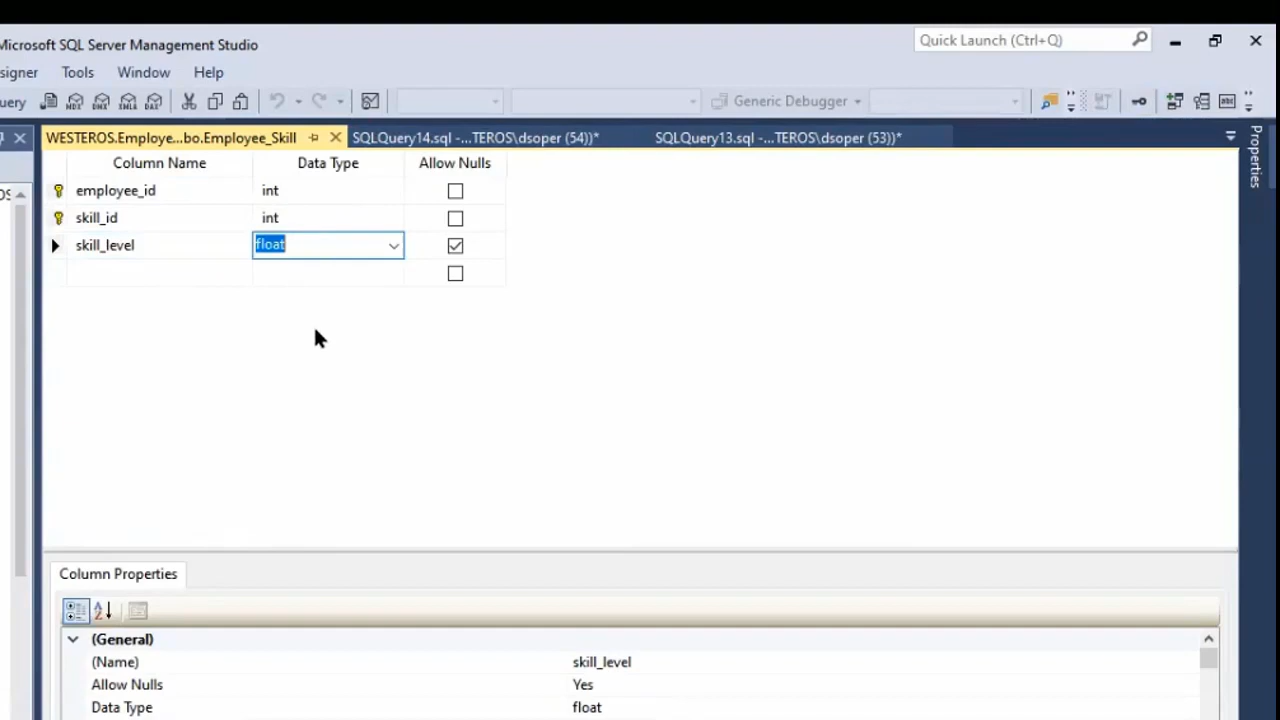 Microsoft SQL Server Management Studio
Quick Launch (Ctrl+Q)
signer Tools Window Help
uery Generic Debugger
WESTEROS.Employe...bo.Employee_Skill SQLQuery14.sql -...TEROS\dsoper (54))* SQLQuery13.sql -...TEROS\dsoper (53))*
Properties
Column Name Data Type Allow Nulls
employee_id int
skill_id int
skill_level float
Column Properties
(General)
(Name) skill_level
Allow Nulls Yes
Data Type float